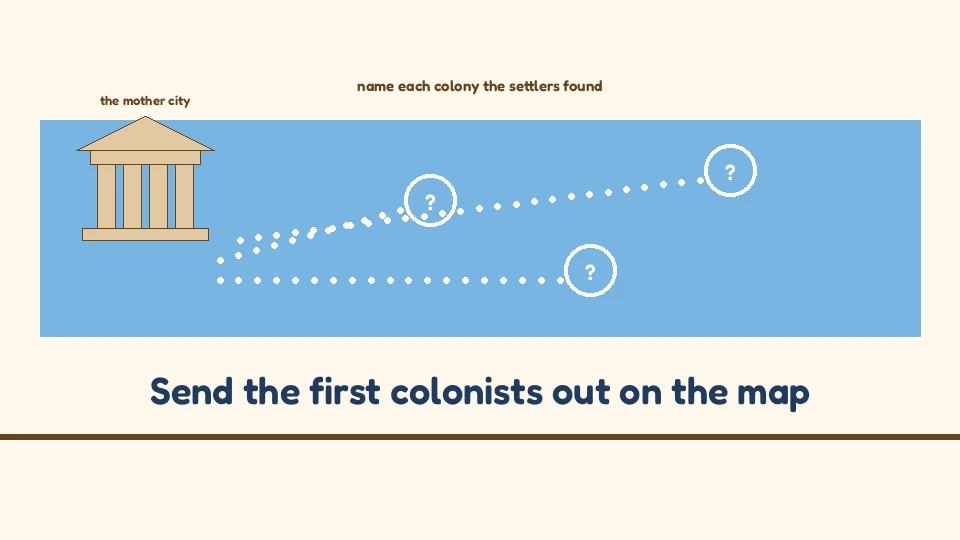 name each colony the settlers found
the mother city
?
?
?
Send the first colonists out on the map